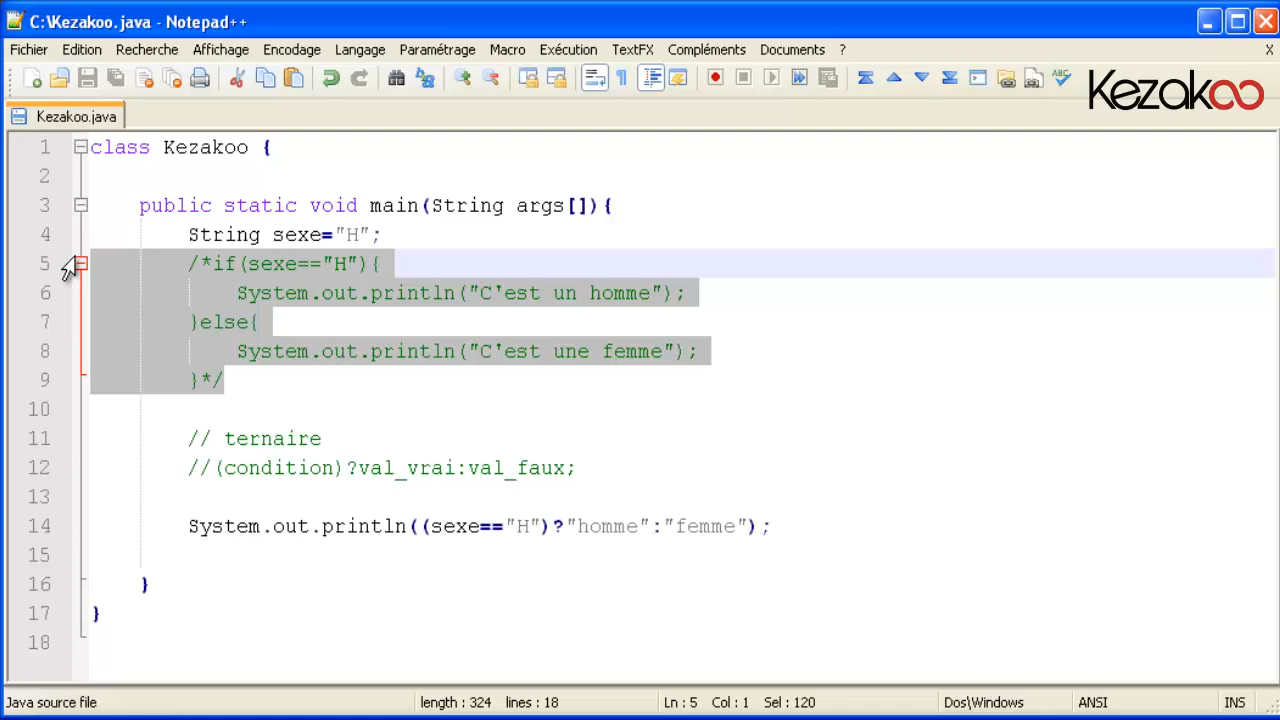 C:\Kezakoo.java - Notepad++
Fichier Edition Recherche Affichage Encodage Langage Paramétrage Macro Exécution TextFX Compléments Documents ? X
ABC
Kezakoo
Kezakoo.java
1 class Kezakoo {
2
3 public static void main(String args[]){
4 String sexe="H";
5 /*if(sexe=="H"){
6 System.out.println("C'est un homme");
7 }else{
8 System.out.println("C'est une femme");
9 }*/
10
11 // ternaire
12 //(condition)?val_vrai:val_faux;
13
14 System.out.println((sexe=="H")?"homme":"femme");
15
16 }
17 }
18
Java source file length : 324 lines : 18 Ln : 5 Col : 1 Sel : 120 Dos\Windows ANSI INS